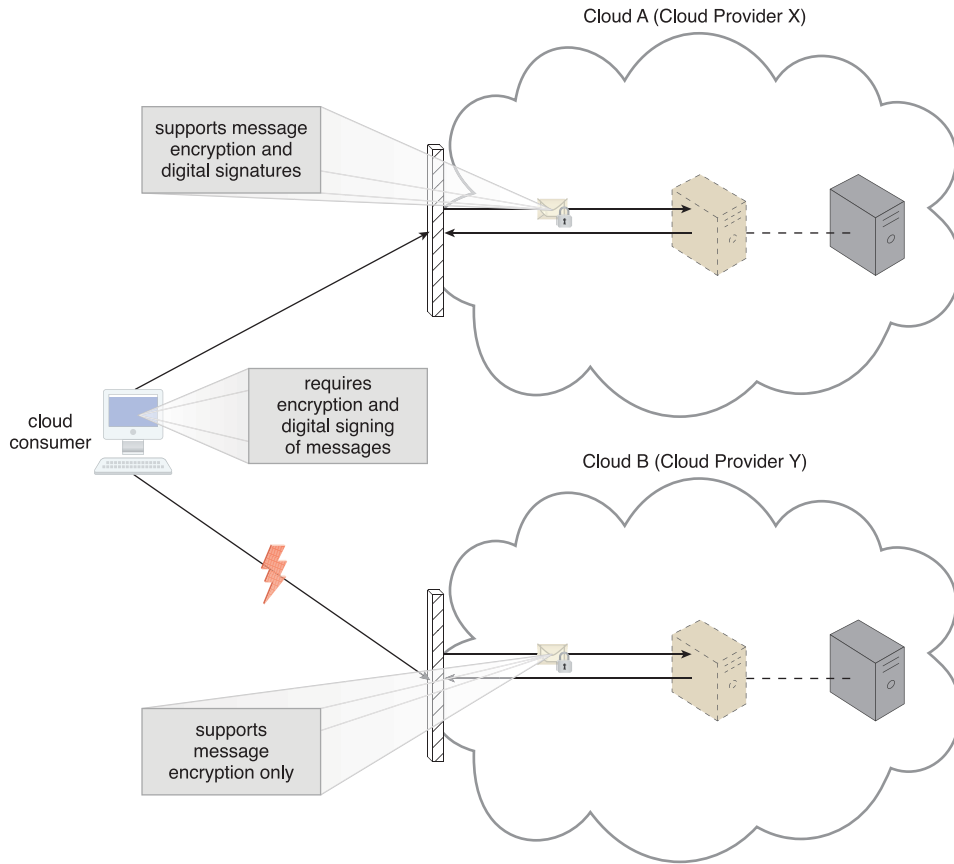 Cloud A (Cloud Provider X)
supports message
encryption and
digital signatures
requires
encryption and
digital signing
of messages
cloud
consumer
Cloud B (Cloud Provider Y)
supports
message
encryption only